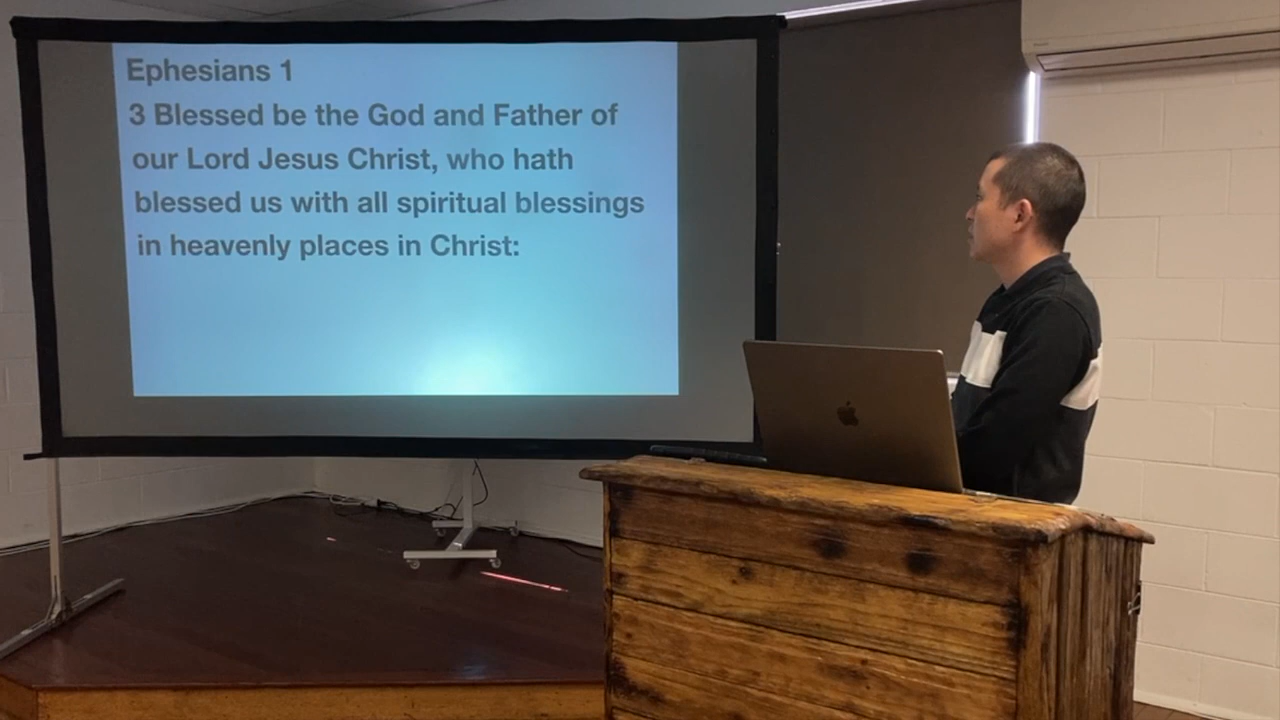 Ephesians 1
3 Blessed be the God and Father of
our Lord Jesus Christ, who hath
blessed us with all spiritual blessings
in heavenly places in Christ: